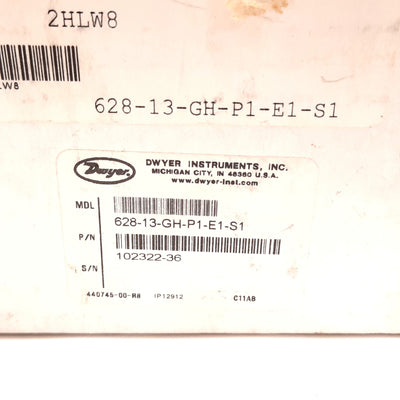 2HLW8
LW8
628-13-GH-P1-E1-S1
Dwyer
DWYER INSTRUMENTS, INC.
MICHIGAN CITY, IN 46360 U.S.A.
www.dwyer-inst.com
MDL
628-13-GH-P1-E1-S1
P/N
102322-36
S/N
440745-00-R8 IP12912 C11AB